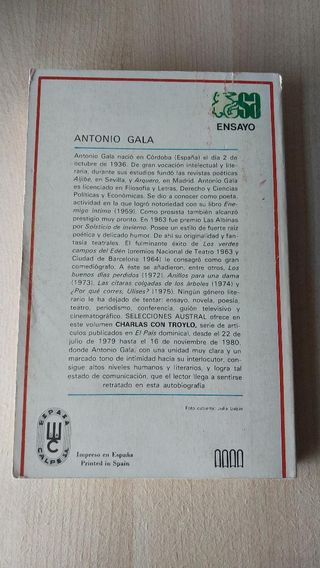 ESA
ENSAYO
ANTONIO GALA
Antonio Gala nació en Córdoba (España) el día 2 de
octubre de 1936. De gran vocación intelectual y lite-
raria, durante sus estudios fundó las revistas poéticas
Aljibe, en Sevilla, y Arquero, en Madrid. Antonio Gala
es licenciado en Filosofía y Letras, Derecho y Ciencias
Políticas y Económicas. Se dio a conocer como poeta,
actividad en la que logró notoriedad con su libro Ene-
migo íntimo (1959). Como prosista también alcanzó
prestigio muy pronto. En 1963 fue premio Las Albinas
por Solsticio de invierno. Posee un estilo de fuerte raíz
poética y delicado humor. De ahí su originalidad y fan-
tasía teatrales. El fulminante éxito de Los verdes
campos del Edén (premios Nacional de Teatro 1963 y
Ciudad de Barcelona 1964) le consagró como gran
comediógrafo. A éste se añadieron, entre otros, Los
buenos días perdidos (1972), Anillos para una dama
(1973), Las cítaras colgadas de los árboles (1974) y
¿Por qué corres, Ulises? (1975). Ningún género lite-
rario le ha dejado de tentar: ensayo, novela, poesía,
teatro, periodismo, conferencia, guión televisivo y
cinematográfico. SELECCIONES AUSTRAL ofrece en
este volumen CHARLAS CON TROYLO, serie de ar-
tículos publicados en El País dominical, desde el 22 de
julio de 1979 hasta el 16 de noviembre de 1980,
donde Antonio Gala, con una unidad muy clara y un
marcado tono de intimidad hacia su interlocutor, con-
sigue altos niveles humanos y literarios, y logra tal
estado de comunicación, que el lector llega a sentirse
retratado en esta autobiografía
Foto cubierta:
ESPASA
CALPE, S.A.
Impreso en España
Printed in Spain